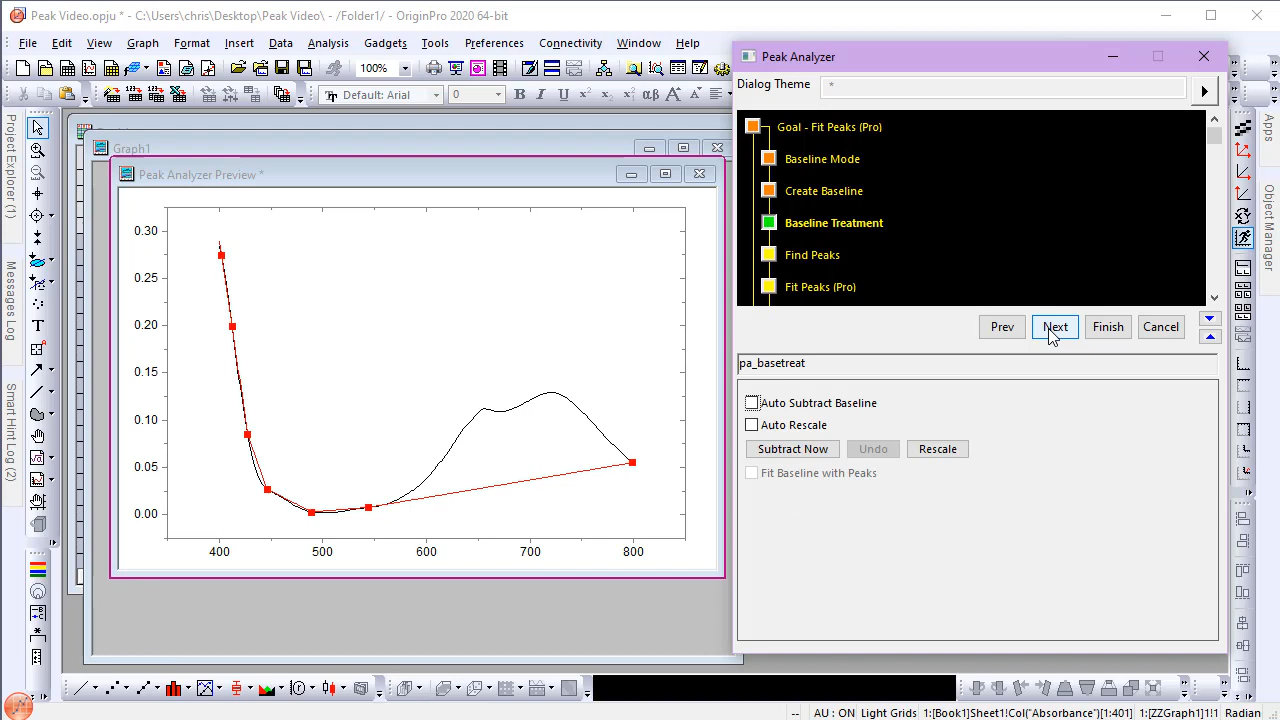 Peak Video.opju * - C:\Users\chris\Desktop\Peak Video\ - /Folder1/ - OriginPro 2020 64-bit
File Edit View Graph Format Insert Data Analysis Gadgets Tools Preferences Connectivity Window Help
100%
Default: Arial 0 B I U x² x₂ x αβ A A
Project Explorer (1)
Messages Log
Smart Hint Log (2)
Graph1
Peak Analyzer Preview *
0.30
0.25
0.20
0.15
0.10
0.05
0.00
400 500 600 700 800
Peak Analyzer
Dialog Theme *
Goal - Fit Peaks (Pro)
Baseline Mode
Create Baseline
Baseline Treatment
Find Peaks
Fit Peaks (Pro)
Prev Next Finish Cancel
pa_basetreat
Auto Subtract Baseline
Auto Rescale
Subtract Now Undo Rescale
Fit Baseline with Peaks
Apps
Object Manager
-- AU : ON Light Grids 1:[Book1]Sheet1!Col("Absorbance")[1:401] 1:[ZZGraph1]1!1 Radian